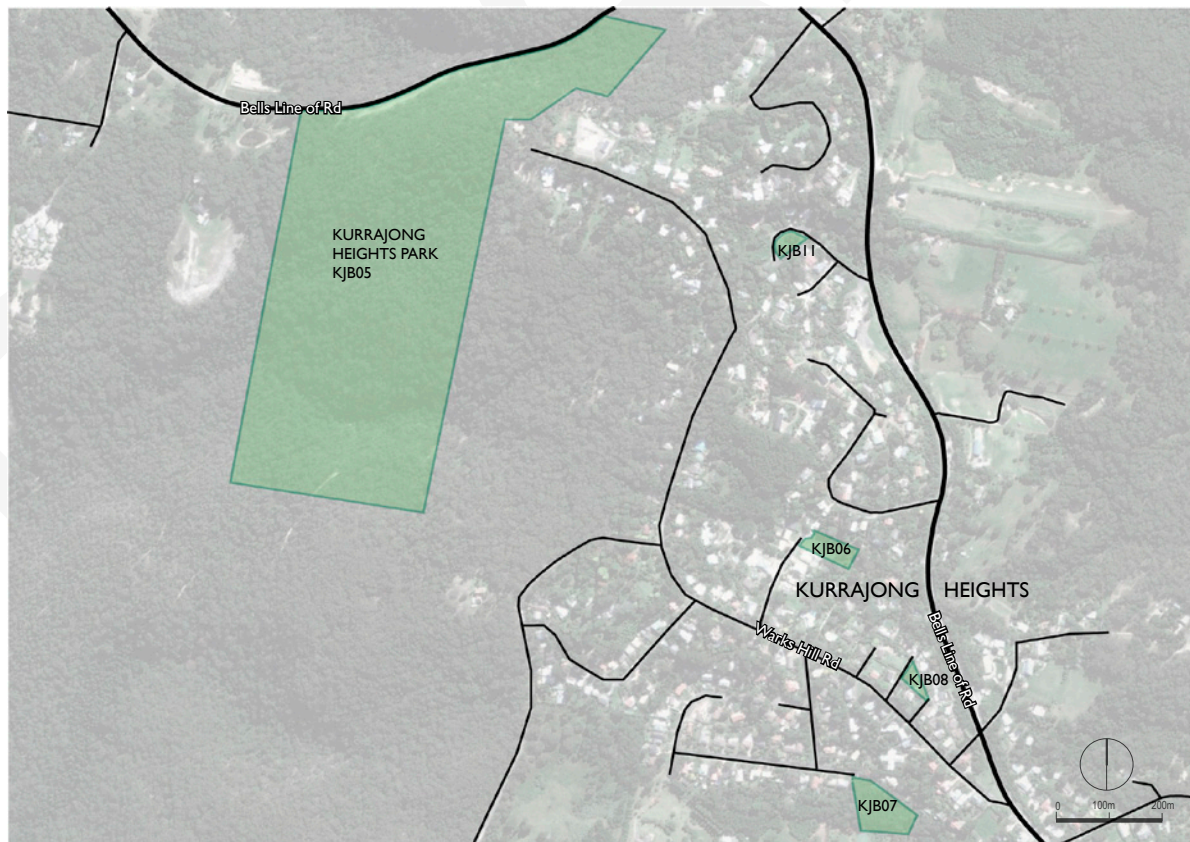 Bells Line of Rd
KURRAJONG
HEIGHTS PARK
KJB05
KJB11
KJB06
KURRAJONG HEIGHTS
Warks Hill Rd
Bells Line of Rd
KJB08
KJB07
0 100m 200m